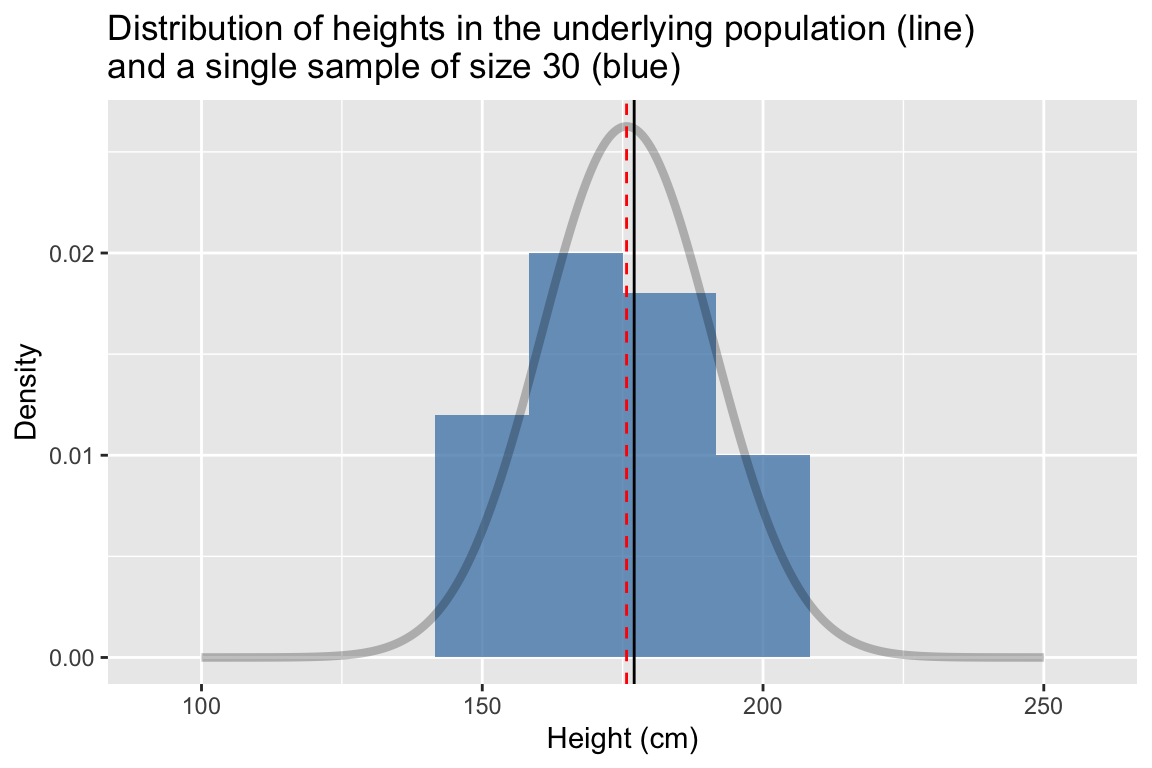 Distribution of heights in the underlying population (line)
and a single sample of size 30 (blue)
Density
0.02
0.01
0.00
100 150 200 250
Height (cm)